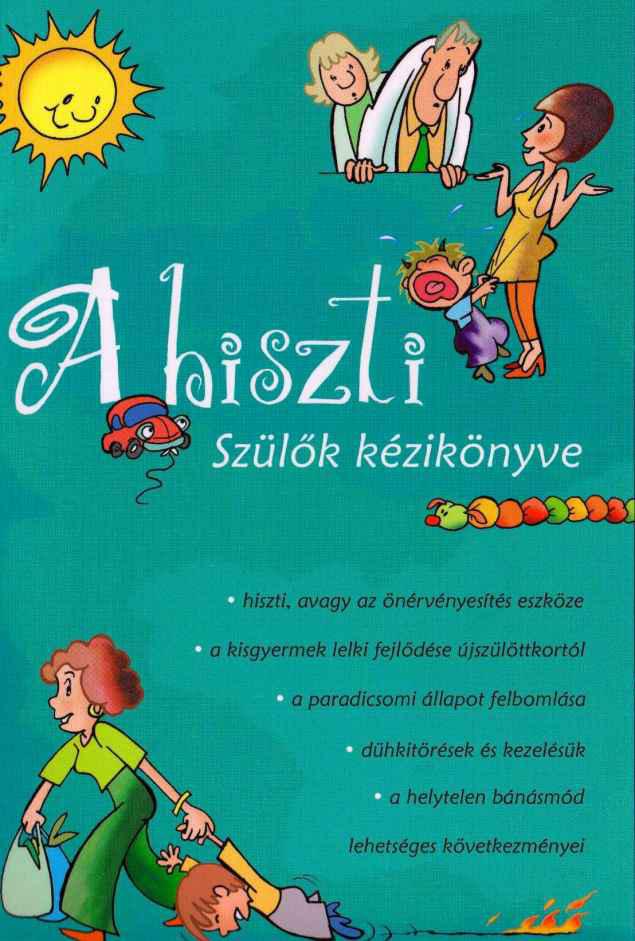 A hiszti
Szülők kézikönyve
• hiszti, avagy az önérvényesítés eszköze
• a kisgyermek lelki fejlődése újszülöttkortól
• a paradicsomi állapot felbomlása
• dühkitörések és kezelésük
• a helytelen bánásmód
lehetséges következményei